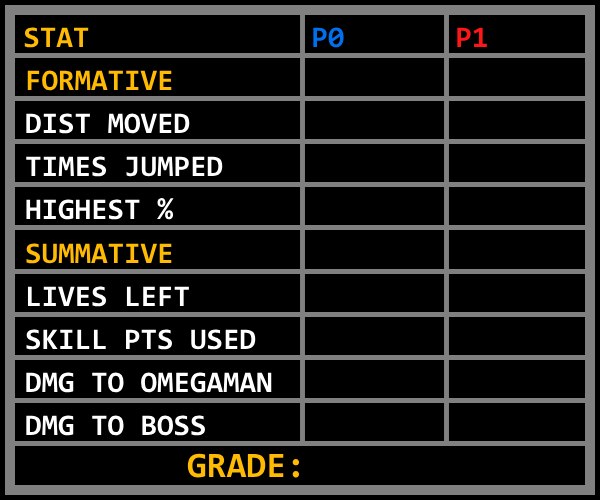 STAT P0 P1
FORMATIVE
DIST MOVED
TIMES JUMPED
HIGHEST %
SUMMATIVE
LIVES LEFT
SKILL PTS USED
DMG TO OMEGAMAN
DMG TO BOSS
GRADE: